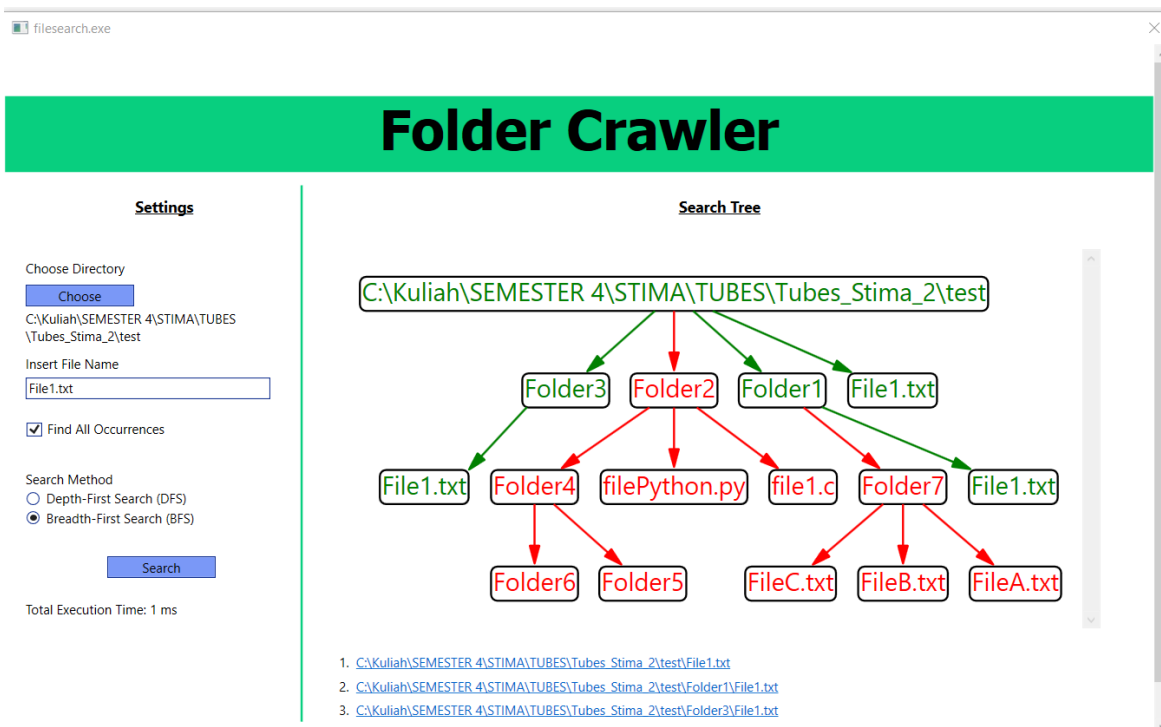 filesearch.exe
Folder Crawler
Settings
Choose Directory
Choose
C:\Kuliah\SEMESTER 4\STIMA\TUBES
\Tubes_Stima_2\test
Insert File Name
File1.txt
Find All Occurrences
Search Method
Depth-First Search (DFS)
Breadth-First Search (BFS)
Search
Total Execution Time: 1 ms
Search Tree
C:\Kuliah\SEMESTER 4\STIMA\TUBES\Tubes_Stima_2\test
Folder3 Folder2 Folder1 File1.txt
File1.txt Folder4 filePython.py file1.c Folder7 File1.txt
Folder6 Folder5 FileC.txt FileB.txt FileA.txt
1. C:\Kuliah\SEMESTER 4\STIMA\TUBES\Tubes_Stima_2\test\File1.txt
2. C:\Kuliah\SEMESTER 4\STIMA\TUBES\Tubes_Stima_2\test\Folder1\File1.txt
3. C:\Kuliah\SEMESTER 4\STIMA\TUBES\Tubes_Stima_2\test\Folder3\File1.txt